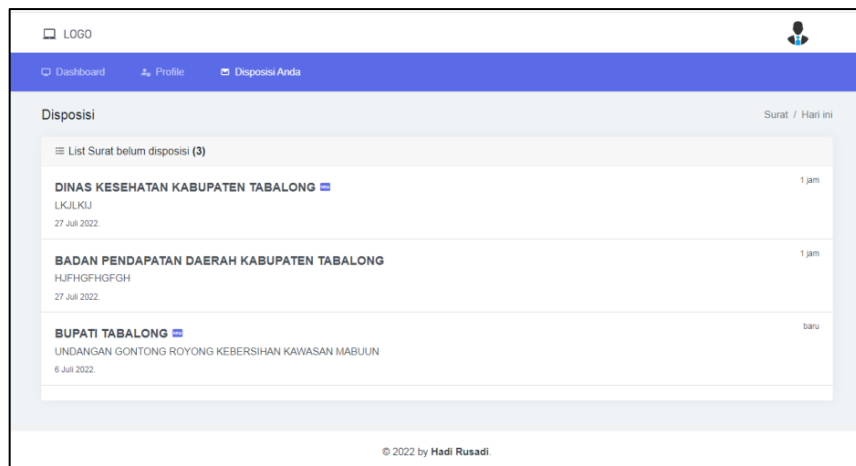 LOGO
Dashboard Profile Disposisi Anda
Disposisi
Surat / Hari ini
List Surat belum disposisi (3)
DINAS KESEHATAN KABUPATEN TABALONG
1 jam
LKJLKIJ
27 Juli 2022.
BADAN PENDAPATAN DAERAH KABUPATEN TABALONG
1 jam
HJFHGFHGFGH
27 Juli 2022.
BUPATI TABALONG
baru
UNDANGAN GONTONG ROYONG KEBERSIHAN KAWASAN MABUUN
6 Juli 2022.
© 2022 by Hadi Rusadi.